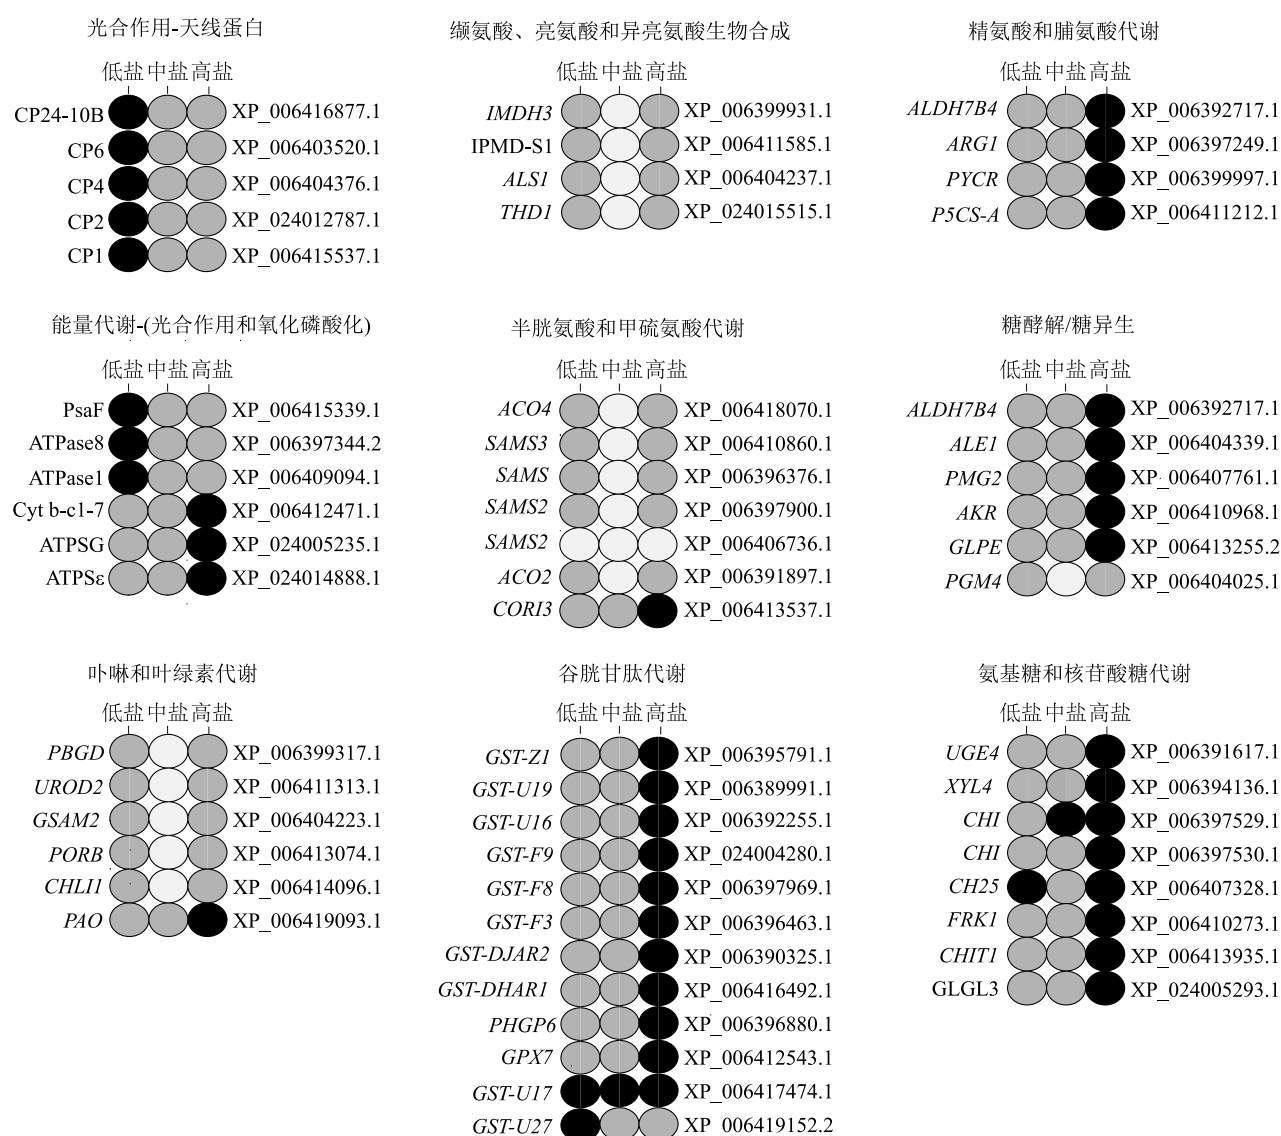 光合作用-天线蛋白
低盐 中盐 高盐
CP24-10B XP_006416877.1
CP6 XP_006403520.1
CP4 XP_006404376.1
CP2 XP_024012787.1
CP1 XP_006415537.1
缬氨酸、亮氨酸和异亮氨酸生物合成
低盐 中盐 高盐
IMDH3 XP_006399931.1
IPMD-S1 XP_006411585.1
ALS1 XP_006404237.1
THD1 XP_024015515.1
精氨酸和脯氨酸代谢
低盐 中盐 高盐
ALDH7B4 XP_006392717.1
ARG1 XP_006397249.1
PYCR XP_006399997.1
P5CS-A XP_006411212.1
能量代谢-(光合作用和氧化磷酸化)
低盐 中盐 高盐
PsaF XP_006415339.1
ATPase8 XP_006397344.2
ATPase1 XP_006409094.1
Cyt b-c1-7 XP_006412471.1
ATPSG XP_024005235.1
ATPSε XP_024014888.1
半胱氨酸和甲硫氨酸代谢
低盐 中盐 高盐
ACO4 XP_006418070.1
SAMS3 XP_006410860.1
SAMS XP_006396376.1
SAMS2 XP_006397900.1
SAMS2 XP_006406736.1
ACO2 XP_006391897.1
CORI3 XP_006413537.1
糖酵解/糖异生
低盐 中盐 高盐
ALDH7B4 XP_006392717.1
ALE1 XP_006404339.1
PMG2 XP_006407761.1
AKR XP_006410968.1
GLPE XP_006413255.2
PGM4 XP_006404025.1
卟啉和叶绿素代谢
低盐 中盐 高盐
PBGD XP_006399317.1
UROD2 XP_006411313.1
GSAM2 XP_006404223.1
PORB XP_006413074.1
CHLI1 XP_006414096.1
PAO XP_006419093.1
谷胱甘肽代谢
低盐 中盐 高盐
GST-Z1 XP_006395791.1
GST-U19 XP_006389991.1
GST-U16 XP_006392255.1
GST-F9 XP_024004280.1
GST-F8 XP_006397969.1
GST-F3 XP_006396463.1
GST-DJAR2 XP_006390325.1
GST-DHAR1 XP_006416492.1
PHGP6 XP_006396880.1
GPX7 XP_006412543.1
GST-U17 XP_006417474.1
GST-U27 XP_006419152.2
氨基糖和核苷酸糖代谢
低盐 中盐 高盐
UGE4 XP_006391617.1
XYL4 XP_006394136.1
CHI XP_006397529.1
CHI XP_006397530.1
CH25 XP_006407328.1
FRK1 XP_006410273.1
CHIT1 XP_006413935.1
GLGL3 XP_024005293.1